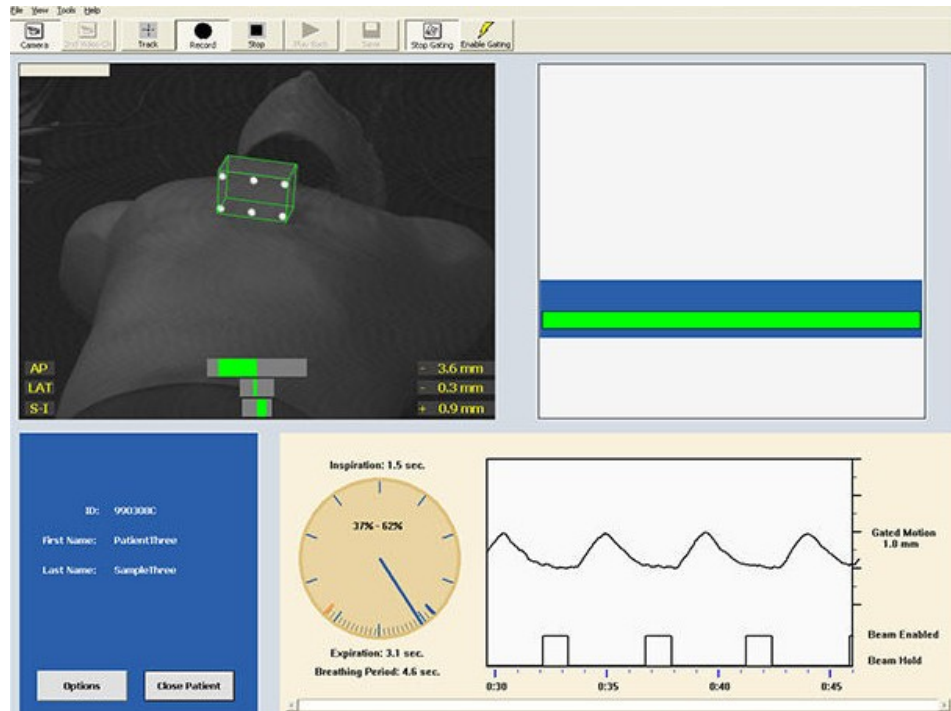 File View Tools Help
Camera 2nd Video Ch Track Record Stop Play Back Save Stop Gating Enable Gating
AP - 3.6 mm
LAT - 0.3 mm
S-I + 0.9 mm
ID: 990308C
First Name: PatientThree
Last Name: SampleThree
Options Close Patient
Inspiration: 1.5 sec.
37% - 62%
Expiration: 3.1 sec.
Breathing Period: 4.6 sec.
Gated Motion
1.0 mm
Beam Enabled
Beam Hold
0:30 0:35 0:40 0:45